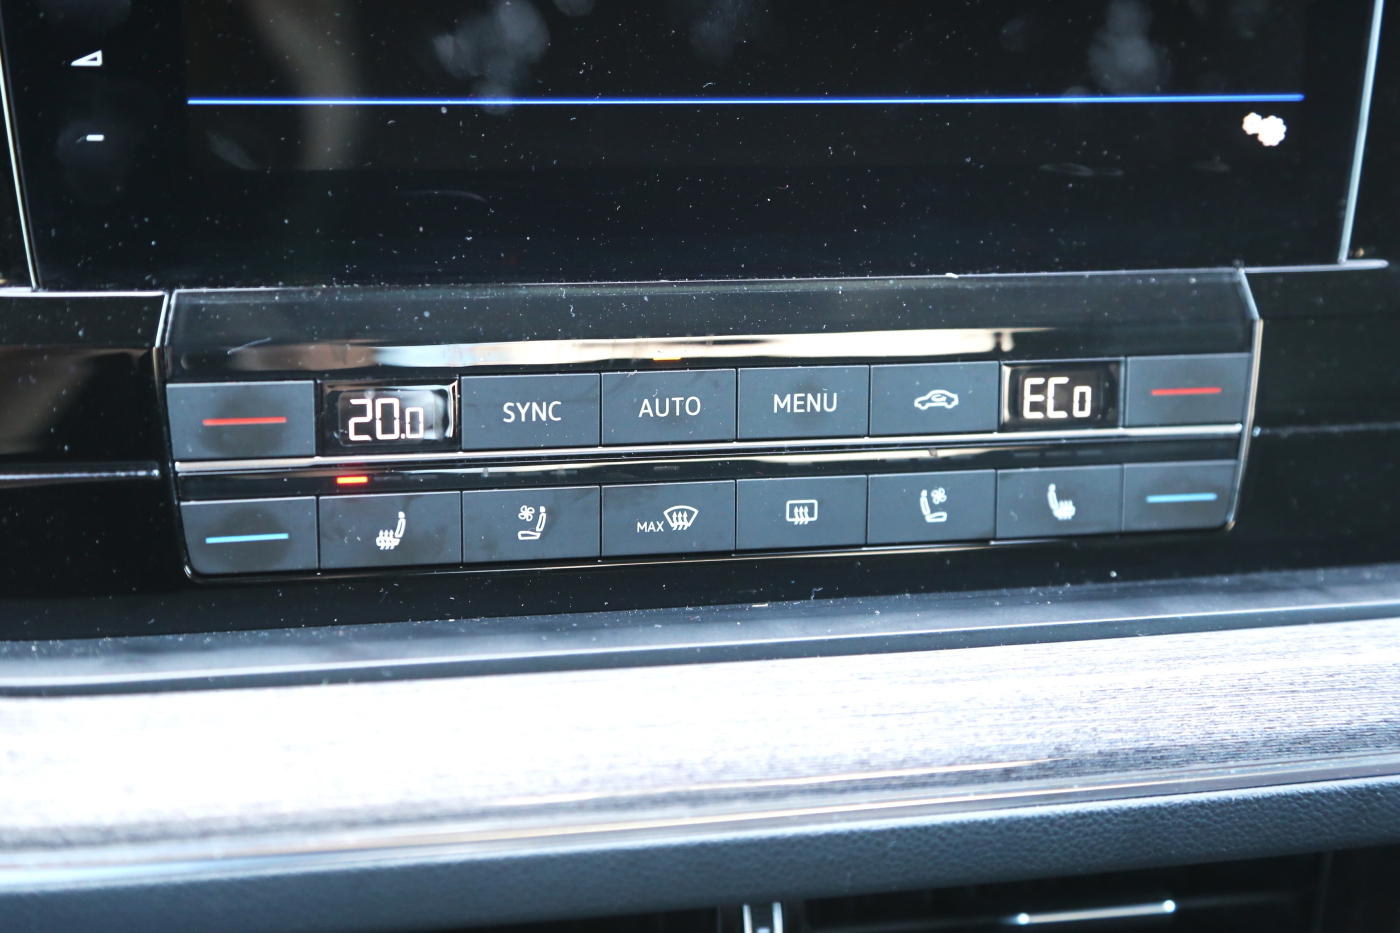 20.0 SYNC AUTO MENU ECO
MAX